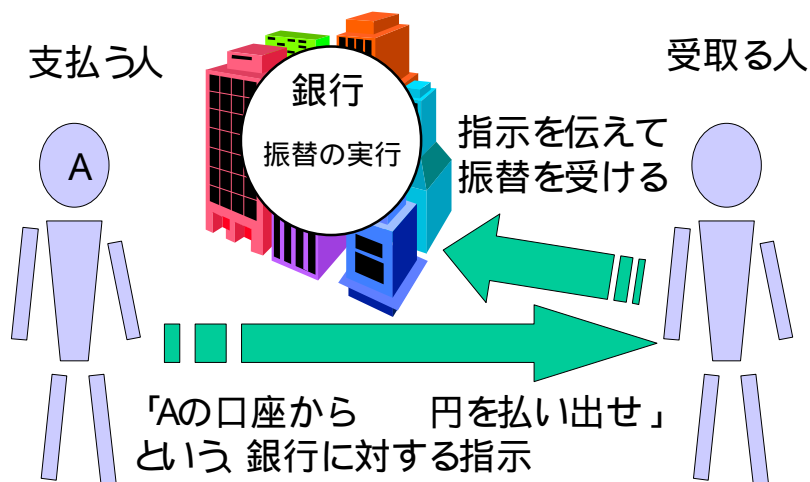 支払う人
受取る人
銀行
振替の実行
指示を伝えて
振替を受ける
A
「Aの口座から　　円を払い出せ」
という、銀行に対する指示